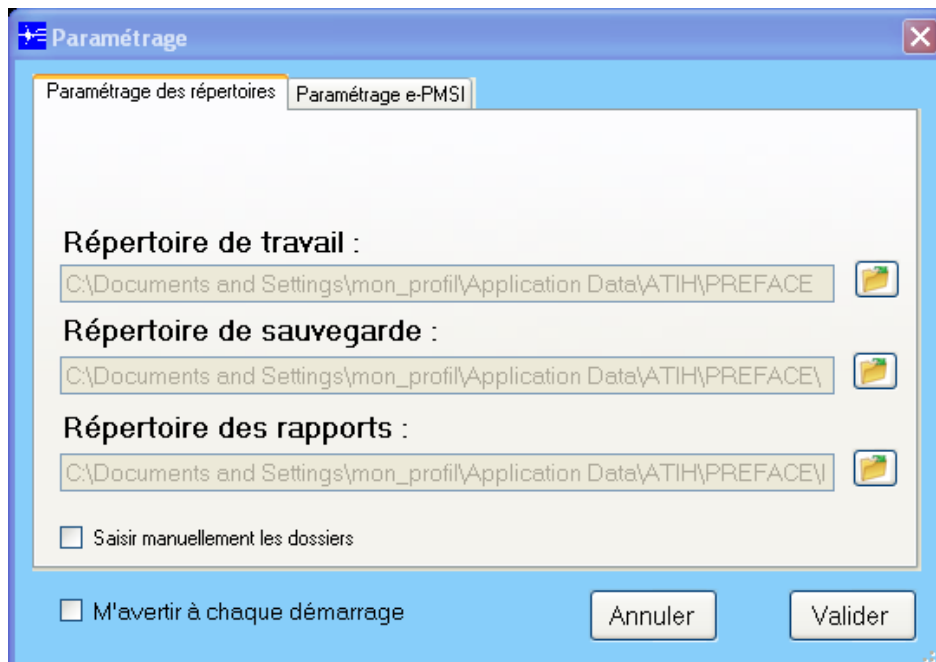 Paramétrage
Paramétrage des répertoires
Paramétrage e-PMSI
Répertoire de travail :
C:\Documents and Settings\mon_profil\Application Data\ATIH\PREFACE
Répertoire de sauvegarde :
C:\Documents and Settings\mon_profil\Application Data\ATIH\PREFACE\
Répertoire des rapports :
C:\Documents and Settings\mon_profil\Application Data\ATIH\PREFACE\
Saisir manuellement les dossiers
M'avertir à chaque démarrage
Annuler
Valider